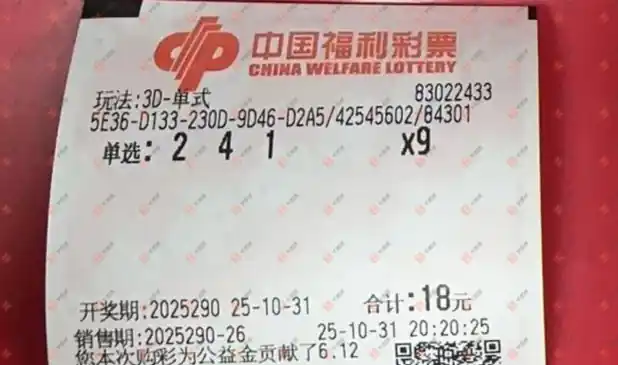 中国福利彩票
CHINA WELFARE LOTTERY
玩法:3D-单式 83022433
5E36-D133-230D-9D46-D2A5/42545602/84301
单选: 2 4 1 x9
开奖期:2025290 25-10-31 合计:18元
销售期:2025290-26 25-10-31 20:20:25
您本次购彩为公益金贡献了6.12